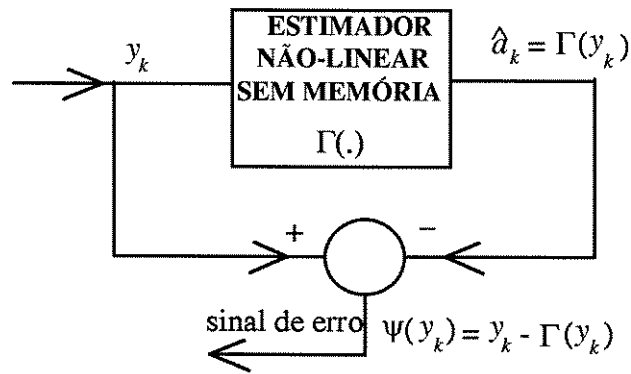 ESTIMADOR
NÃO-LINEAR
SEM MEMÓRIA
Γ(.)
y_k
â_k = Γ(y_k)
+
-
sinal de erro
ψ(y_k) = y_k - Γ(y_k)